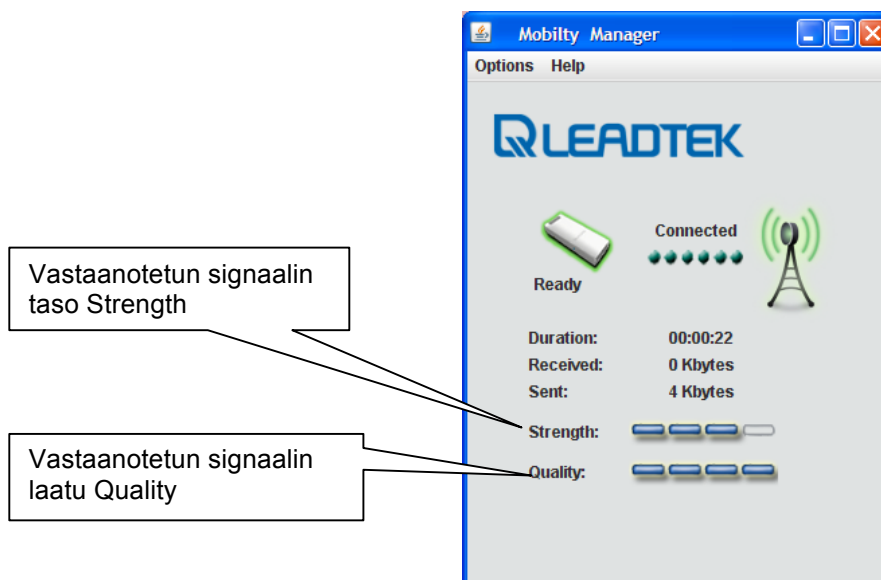 Mobilty Manager
Options Help
LEADTEK
Connected
Ready
Vastaanotetun signaalin
taso Strength
Duration: 00:00:22
Received: 0 Kbytes
Sent: 4 Kbytes
Strength:
Vastaanotetun signaalin
laatu Quality
Quality: